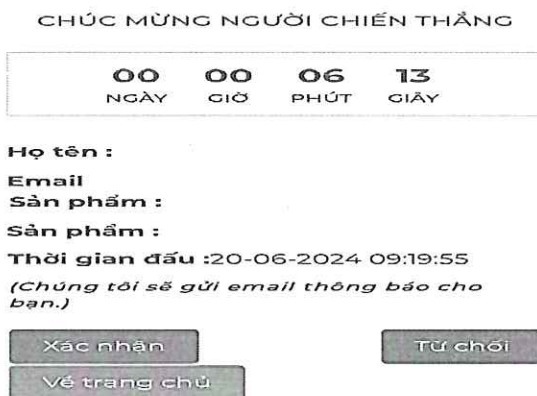 CHÚC MỪNG NGƯỜI CHIẾN THẮNG
00 00 06 13
NGÀY GIỜ PHÚT GIÂY
Họ tên :
Email
Sản phẩm :
Sản phẩm :
Thời gian đấu :20-06-2024 09:19:55
(Chúng tôi sẽ gửi email thông báo cho
bạn.)
Xác nhận Từ chối
Về trang chủ